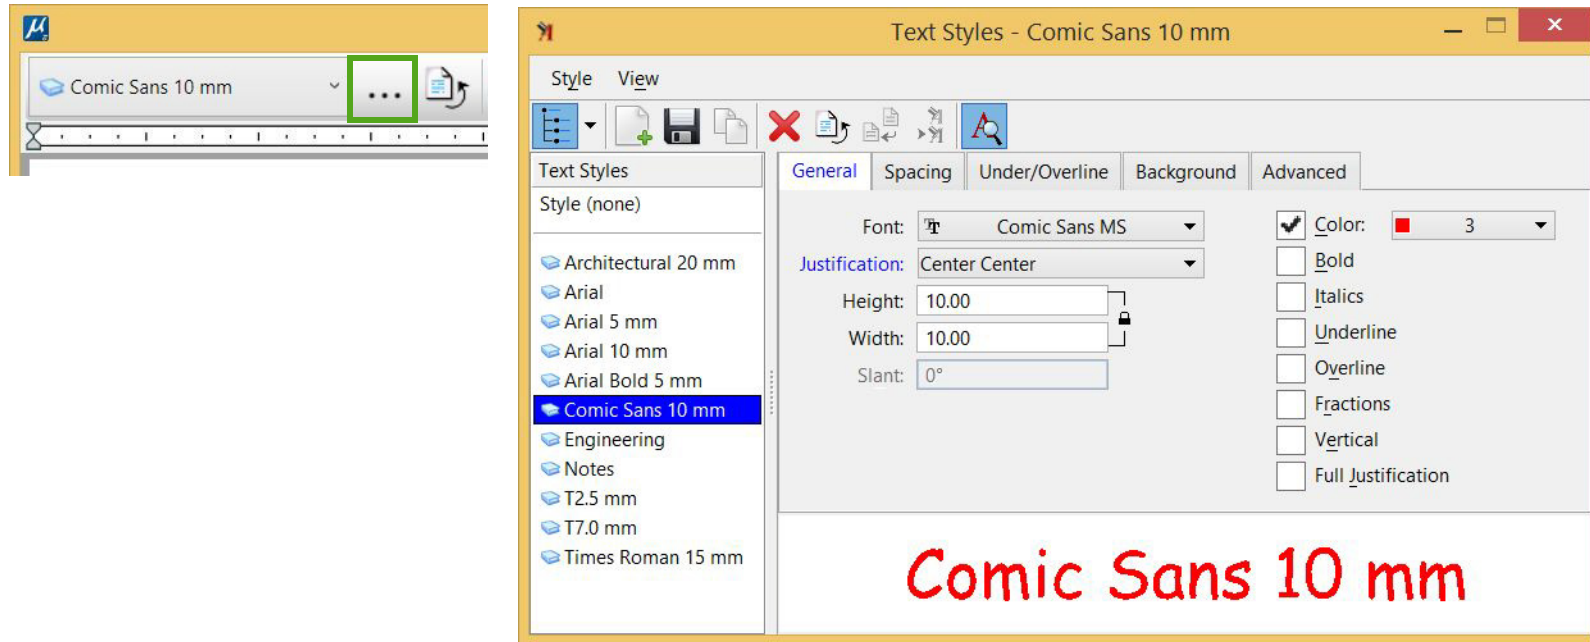 Comic Sans 10 mm
...
Text Styles - Comic Sans 10 mm
Style View
Text Styles
Style (none)
Architectural 20 mm
Arial
Arial 5 mm
Arial 10 mm
Arial Bold 5 mm
Comic Sans 10 mm
Engineering
Notes
T2.5 mm
T7.0 mm
Times Roman 15 mm
General Spacing Under/Overline Background Advanced
Font: Comic Sans MS
Justification: Center Center
Height: 10.00
Width: 10.00
Slant: 0°
Color: 3
Bold
Italics
Underline
Overline
Fractions
Vertical
Full Justification
Comic Sans 10 mm